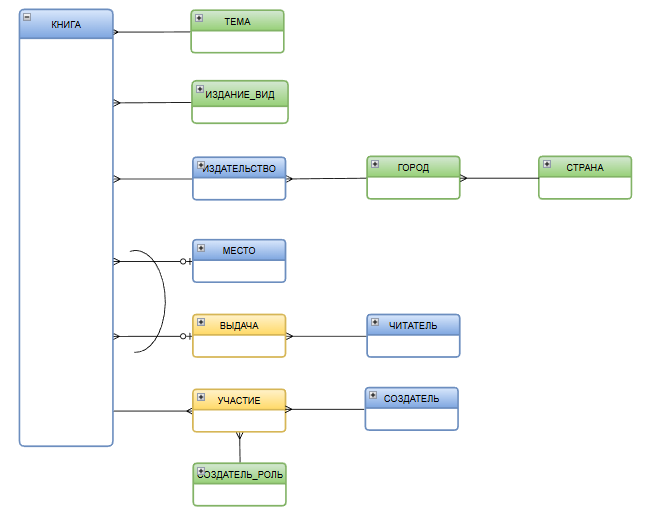 КНИГА
ТЕМА
ИЗДАНИЕ_ВИД
ИЗДАТЕЛЬСТВО
ГОРОД
СТРАНА
МЕСТО
ВЫДАЧА
ЧИТАТЕЛЬ
УЧАСТИЕ
СОЗДАТЕЛЬ
СОЗДАТЕЛЬ_РОЛЬ